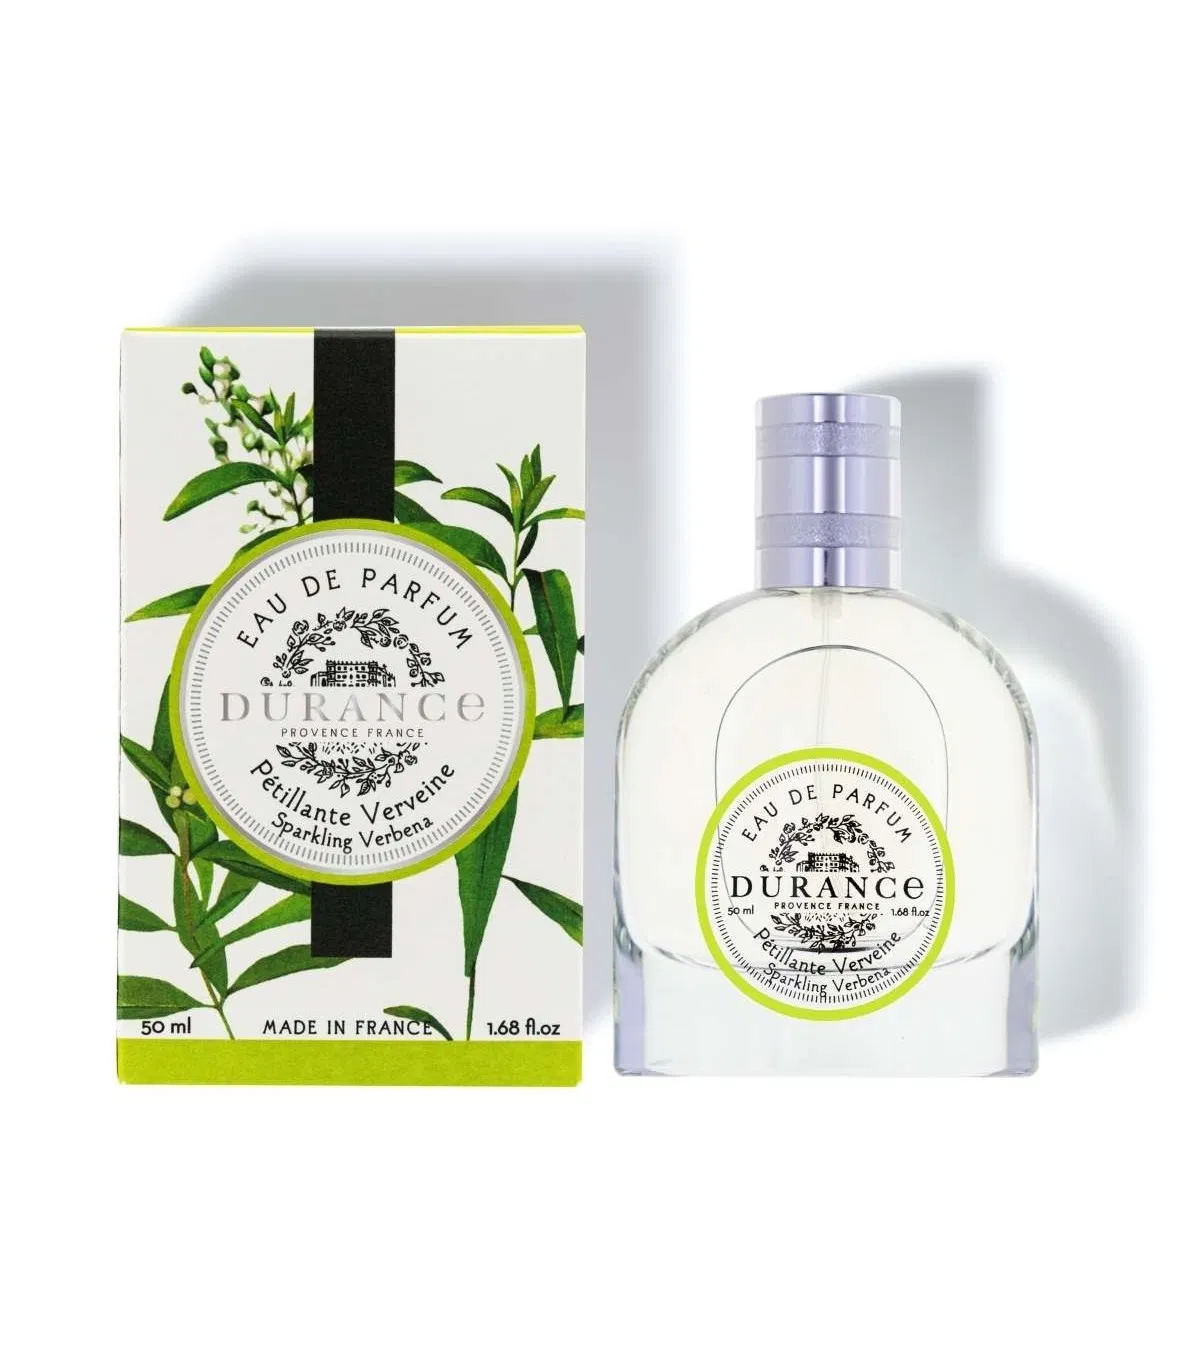 EAU DE PARFUM
DURANCE
PROVENCE FRANCE
Pétillante Verveine
Sparkling Verbena
50 ml
MADE IN FRANCE
1.68 fl.oz
EAU DE PARFUM
DURANCE
PROVENCE FRANCE
50 ml
1.68 fl.oz
Pétillante Verveine
Sparkling Verbena